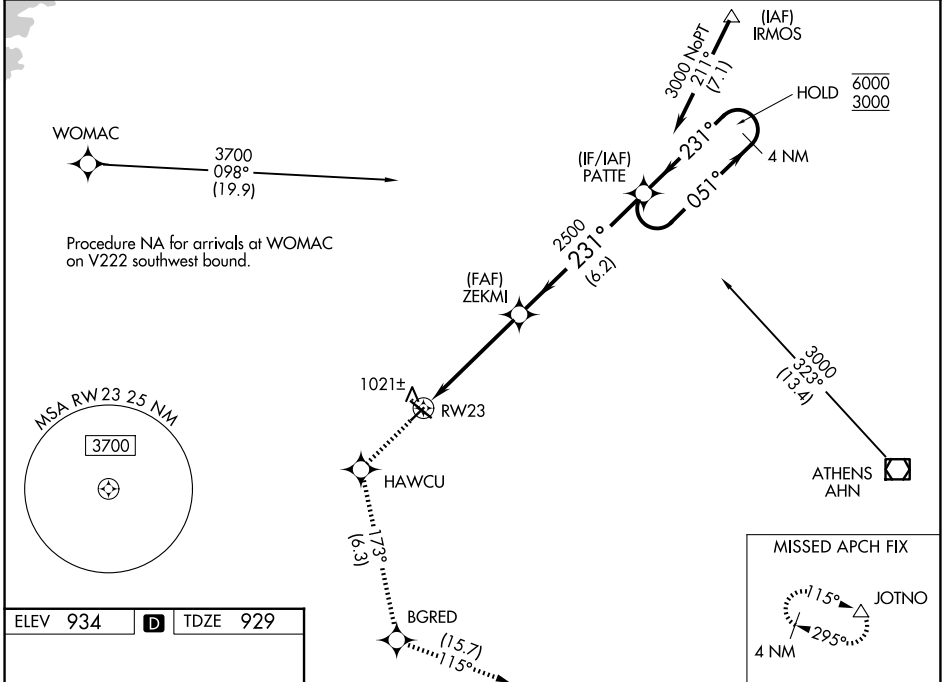 (IAF)
IRMOS
3000 NoPT
211°
(7.1)
HOLD
6000
3000
4 NM
231°
051°
(IF/IAF)
PATTE
WOMAC
3700
098°
(19.9)
Procedure NA for arrivals at WOMAC
on V222 southwest bound.
2500
231°
(6.2)
(FAF)
ZEKMI
3000
323°
(13.4)
1021±
RW23
MSA RW23 25 NM
3700
HAWCU
ATHENS
AHN
173°
(6.3)
MISSED APCH FIX
115°
JOTNO
295°
4 NM
BGRED
(15.7)
115°
ELEV 934 D TDZE 929